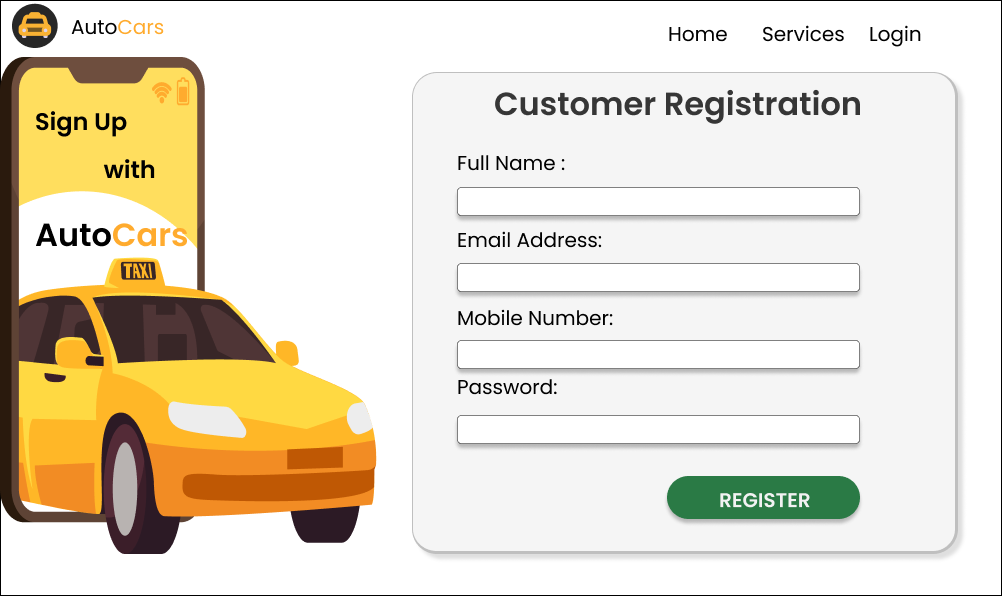 AutoCars
Home Services Login
Sign Up
with
AutoCars
TAXI
Customer Registration
Full Name :
Email Address:
Mobile Number:
Password:
REGISTER